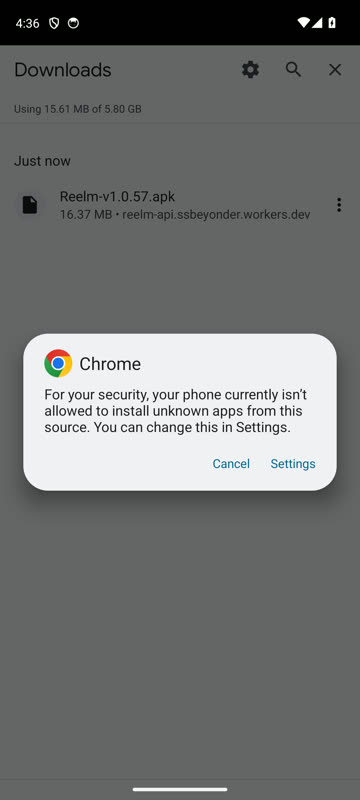 4:36
Downloads
Using 15.61 MB of 5.80 GB
Just now
Reelm-v1.0.57.apk
16.37 MB • reelm-api.ssbeyonder.workers.dev
Chrome
For your security, your phone currently isn't
allowed to install unknown apps from this
source. You can change this in Settings.
Cancel Settings